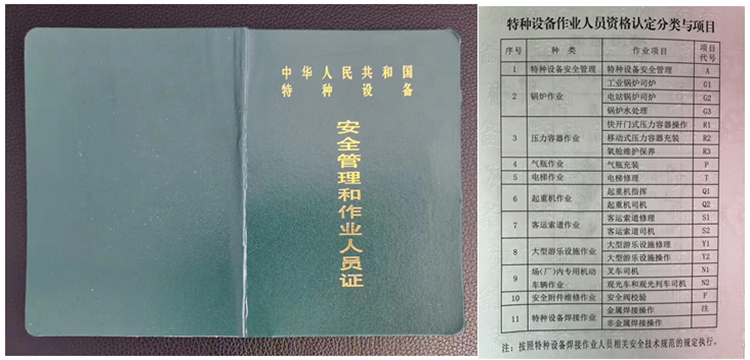 中华人民共和国
特种设备
安全管理和作业人员证
特种设备作业人员资格认定分类与项目
序号 种类 作业项目 项目代号
1 特种设备安全管理 特种设备安全管理 A
2 锅炉作业 工业锅炉司炉 G1
电站锅炉司炉 G2
锅炉水处理 G3
3 压力容器作业 快开门式压力容器操作 R1
移动式压力容器充装 R2
氧舱维护保养 R3
4 气瓶作业 气瓶充装 P
5 电梯作业 电梯修理 T
6 起重机作业 起重机指挥 Q1
起重机司机 Q2
7 客运索道作业 客运索道修理 S1
客运索道司机 S2
8 大型游乐设施作业 大型游乐设施修理 Y1
大型游乐设施操作 Y2
9 场(厂)内专用机动车辆作业 叉车司机 N1
观光车和观光列车司机 N2
10 安全附件维修作业 安全阀校验 F
11 特种设备焊接作业 金属焊接操作 注
非金属焊接操作
注：按照特种设备焊接作业人员相关安全技术规范的规定执行。